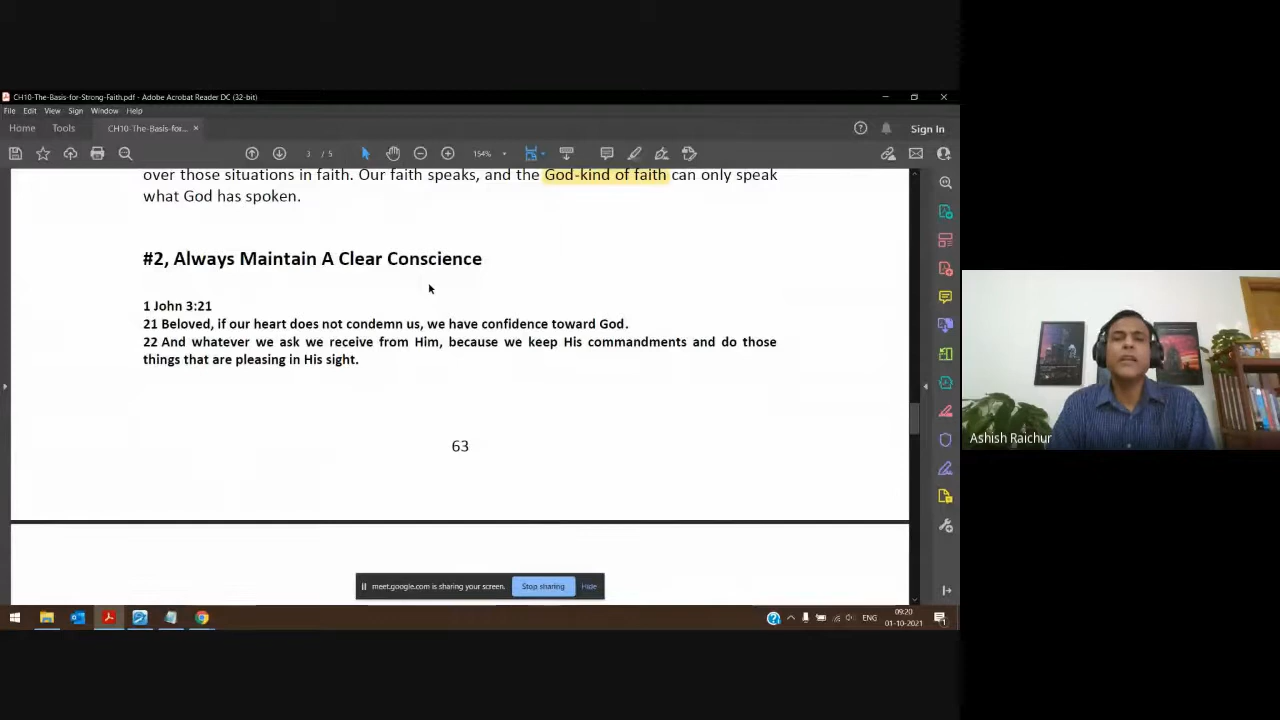 CH10-The-Basis-for-Strong-Faith.pdf - Adobe Acrobat Reader DC (32-bit)
File Edit View Sign Window Help
Home Tools CH10-The-Basis-for... × Sign In
3 / 5 154%
over those situations in faith. Our faith speaks, and the God-kind of faith can only speak
what God has spoken.
#2, Always Maintain A Clear Conscience
1 John 3:21
21 Beloved, if our heart does not condemn us, we have confidence toward God.
22 And whatever we ask we receive from Him, because we keep His commandments and do those
things that are pleasing in His sight.
63
Ashish Raichur
meet.google.com is sharing your screen. Stop sharing Hide
ENG 09:20
01-10-2021